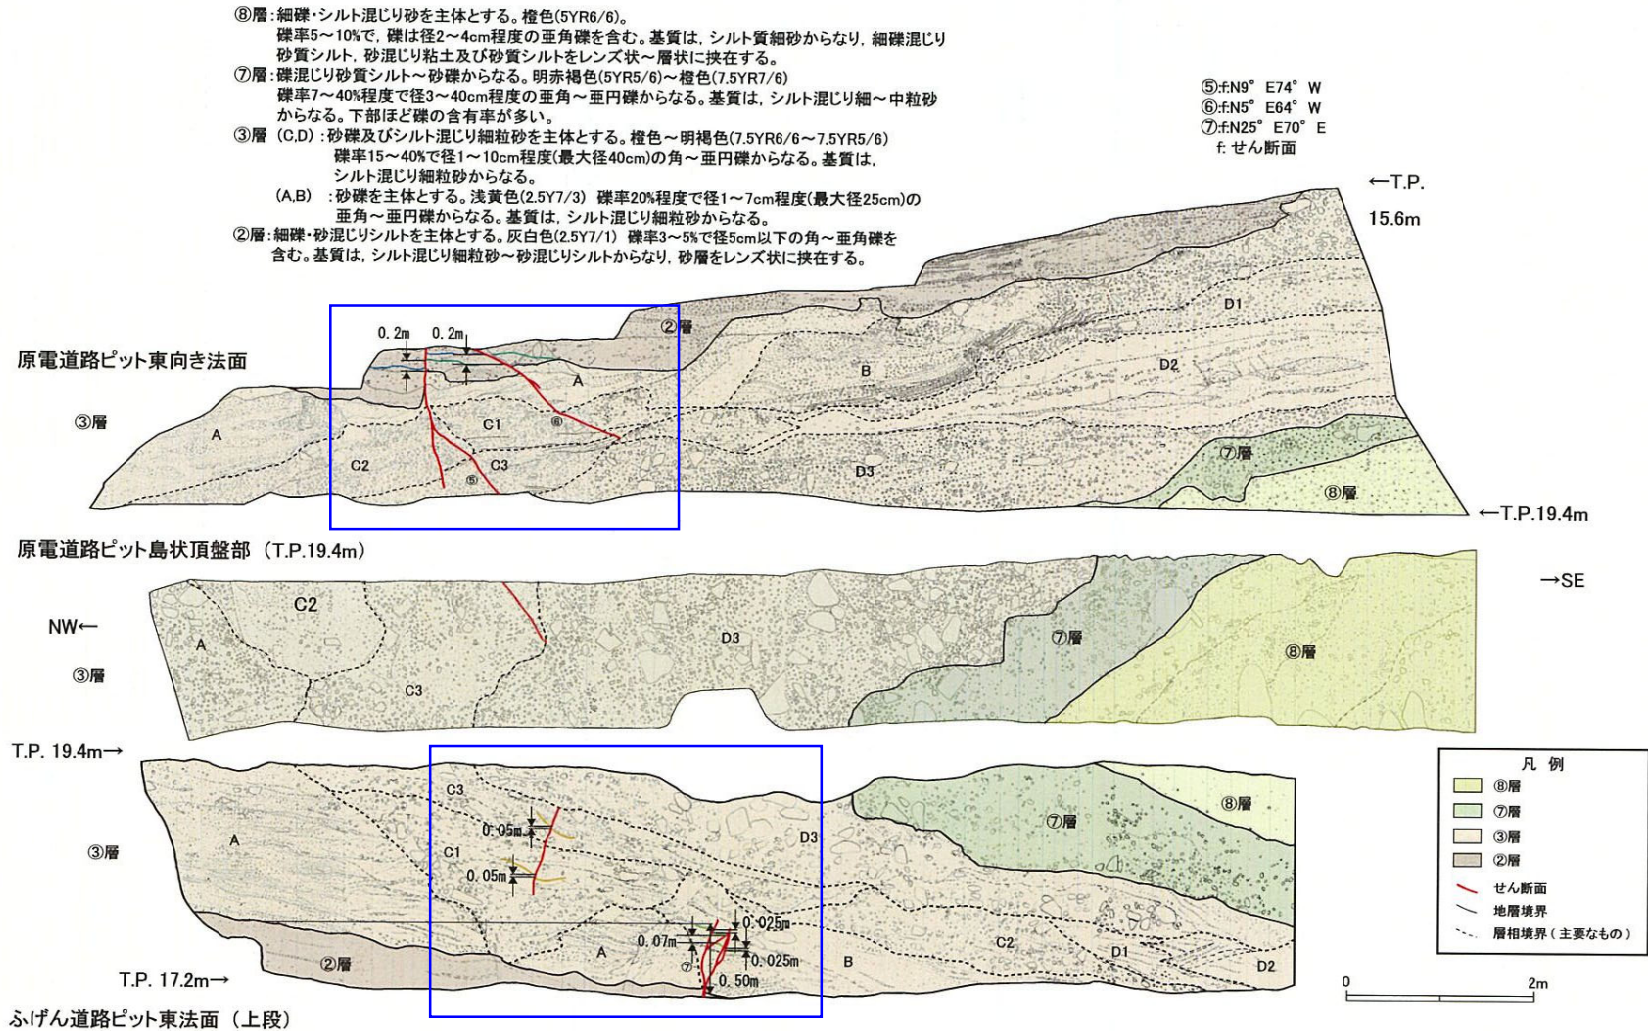 ⑧層:細礫・シルト混じり砂を主体とする。橙色(5YR6/6)。
礫率5～10%で, 礫は径2～4cm程度の亜角礫を含む。基質は, シルト質細砂からなり, 細礫混じり
砂質シルト, 砂混じり粘土及び砂質シルトをレンズ状～層状に挟在する。
⑦層:礫混じり砂質シルト～砂礫からなる。明赤褐色(5YR5/6)～橙色(7.5YR7/6)
礫率7～40%程度で径3～40cm程度の亜角～亜円礫からなる。基質は, シルト混じり細～中粒砂
からなる。下部ほど礫の含有率が多い。
③層 (C,D) : 砂礫及びシルト混じり細粒砂を主体とする。橙色～明褐色(7.5YR6/6～7.5YR5/6)
礫率15～40%で径1～10cm程度(最大径40cm)の角～亜円礫からなる。基質は,
シルト混じり細粒砂からなる。
(A,B) : 砂礫を主体とする。浅黄色(2.5Y7/3) 礫率20%程度で径1～7cm程度(最大径25cm)の
亜角～亜円礫からなる。基質は, シルト混じり細粒砂からなる。
②層:細礫・砂混じりシルトを主体とする。灰白色(2.5Y7/1) 礫率3～5%で径5cm以下の角～亜角礫を
含む。基質は, シルト混じり細粒砂～砂混じりシルトからなり, 砂層をレンズ状に挟在する。
⑤:f:N9° E74° W
⑥:f:N5° E64° W
⑦:f:N25° E70° E
f: せん断面
←T.P.
15.6m
原電道路ピット東向き法面
0.2m 0.2m
②層
③層
A
A
B
C1
C2
C3
D1
D2
D3
⑤
⑥
⑦層
⑧層
←T.P.19.4m
原電道路ピット島状頂盤部 (T.P.19.4m)
→SE
NW←
③層
A
C2
C3
D3
⑦層
⑧層
T.P. 19.4m→
③層
A
C3
C1
0.05m
0.05m
D3
⑦層
⑧層
0.025m
0.07m
0.025m
0.50m
⑦
A
B
C2
D1
D2
②層
T.P. 17.2m→
ふげん道路ピット東法面 (上段)
凡 例
⑧層
⑦層
③層
②層
せん断面
地層境界
層相境界 ( 主要なもの )
0 2m